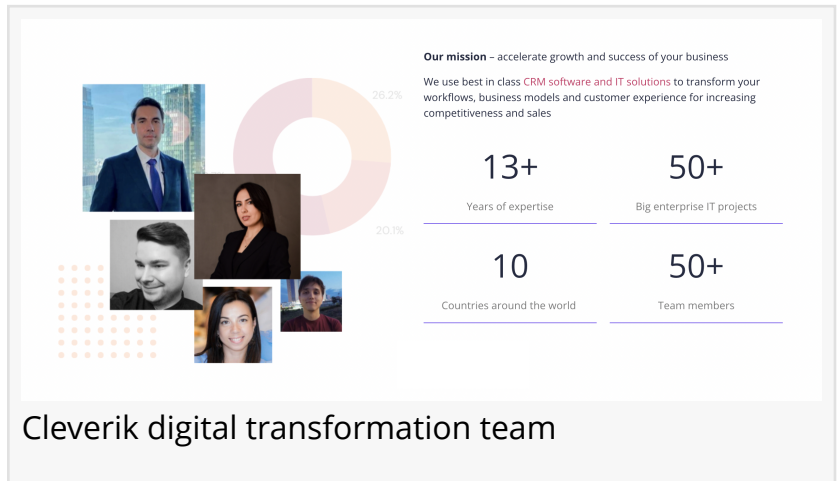 Our mission – accelerate growth and success of your business
We use best in class CRM software and IT solutions to transform your
workflows, business models and customer experience for increasing
competitiveness and sales
26.2%
20.1%
13+
Years of expertise
50+
Big enterprise IT projects
10
Countries around the world
50+
Team members
Cleverik digital transformation team